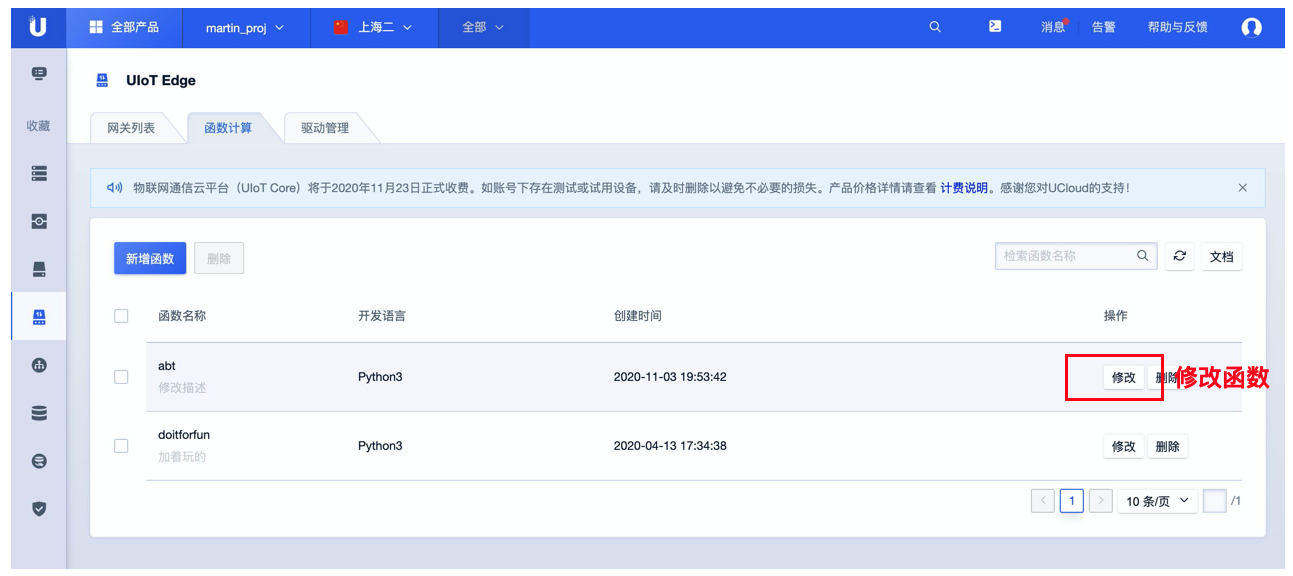 全部产品 martin_proj 上海二 全部 消息 告警 帮助与反馈
UIoT Edge
收藏
网关列表 函数计算 驱动管理
物联网通信云平台（UIoT Core）将于2020年11月23日正式收费。如账号下存在测试或试用设备，请及时删除以避免不必要的损失。产品价格详情请查看 计费说明。感谢您对UCloud的支持！
新增函数 删除 检索函数名称 文档
函数名称 开发语言 创建时间 操作
abt Python3 2020-11-03 19:53:42 修改 删除 修改函数
修改描述
doitforfun Python3 2020-04-13 17:34:38 修改 删除
加着玩的
1 10 条/页 /1